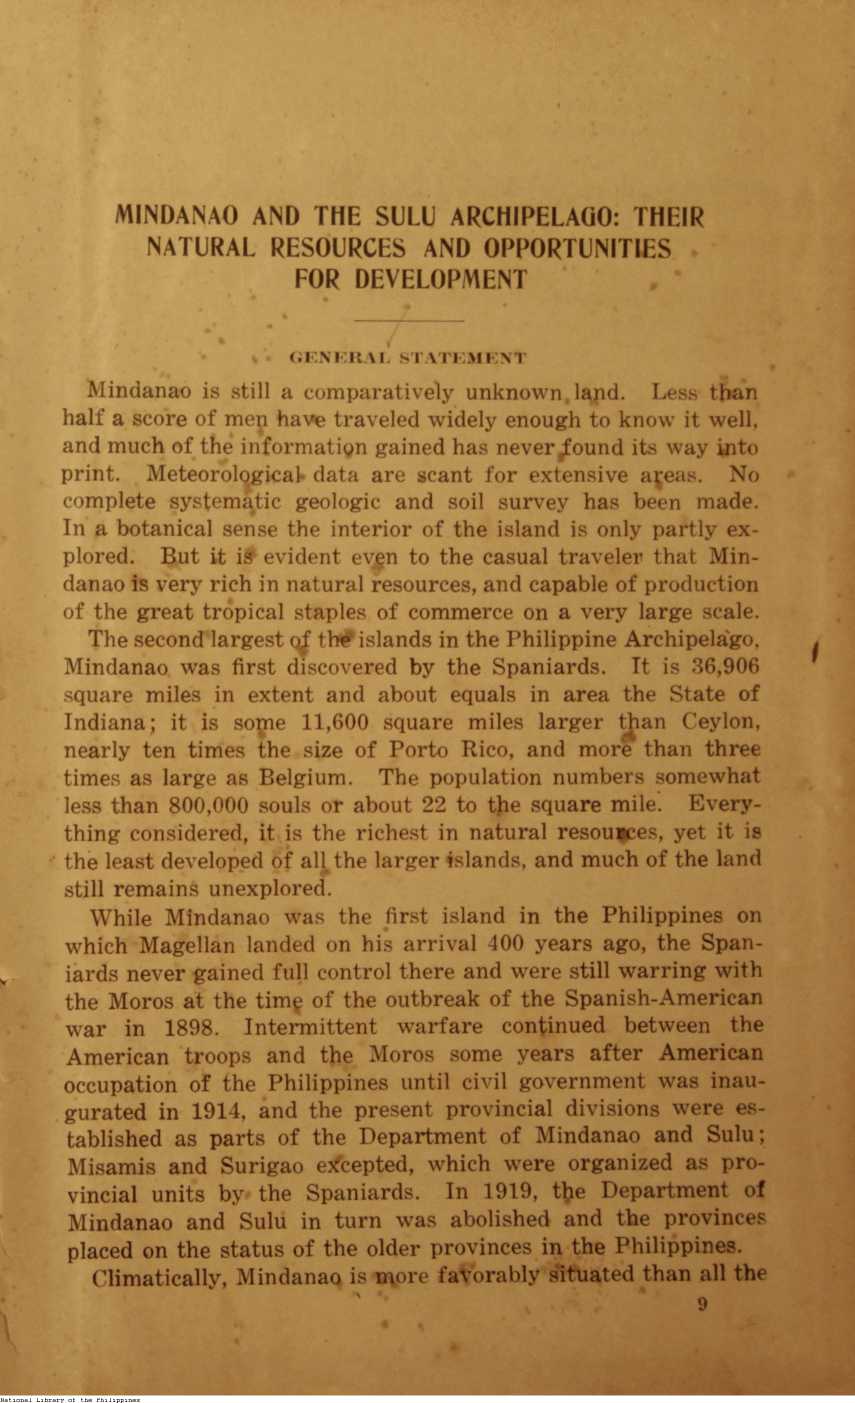 MINDANAO AND THE SULU ARCHIPELAGO: THEIR
NATURAL RESOURCES AND OPPORTUNITIES
FOR DEVELOPMENT
GENERAL STATEMENT
Mindanao is still a comparatively unknown land. Less than
half a score of men have traveled widely enough to know it well,
and much of the information gained has never found its way into
print. Meteorological data are scant for extensive areas. No
complete systematic geologic and soil survey has been made.
In a botanical sense the interior of the island is only partly ex-
plored. But it is evident even to the casual traveler that Min-
danao is very rich in natural resources, and capable of production
of the great tropical staples of commerce on a very large scale.
The second largest of the islands in the Philippine Archipelago,
Mindanao was first discovered by the Spaniards. It is 36,906
square miles in extent and about equals in area the State of
Indiana; it is some 11,600 square miles larger than Ceylon,
nearly ten times the size of Porto Rico, and more than three
times as large as Belgium. The population numbers somewhat
less than 800,000 souls or about 22 to the square mile. Every-
thing considered, it is the richest in natural resources, yet it is
the least developed of all the larger islands, and much of the land
still remains unexplored.
While Mindanao was the first island in the Philippines on
which Magellan landed on his arrival 400 years ago, the Span-
iards never gained full control there and were still warring with
the Moros at the time of the outbreak of the Spanish-American
war in 1898. Intermittent warfare continued between the
American troops and the Moros some years after American
occupation of the Philippines until civil government was inau-
gurated in 1914, and the present provincial divisions were es-
tablished as parts of the Department of Mindanao and Sulu;
Misamis and Surigao excepted, which were organized as pro-
vincial units by the Spaniards. In 1919, the Department of
Mindanao and Sulu in turn was abolished and the provinces
placed on the status of the older provinces in the Philippines.
Climatically, Mindanao is more favorably situated than all the
9
National Library of the Philippines